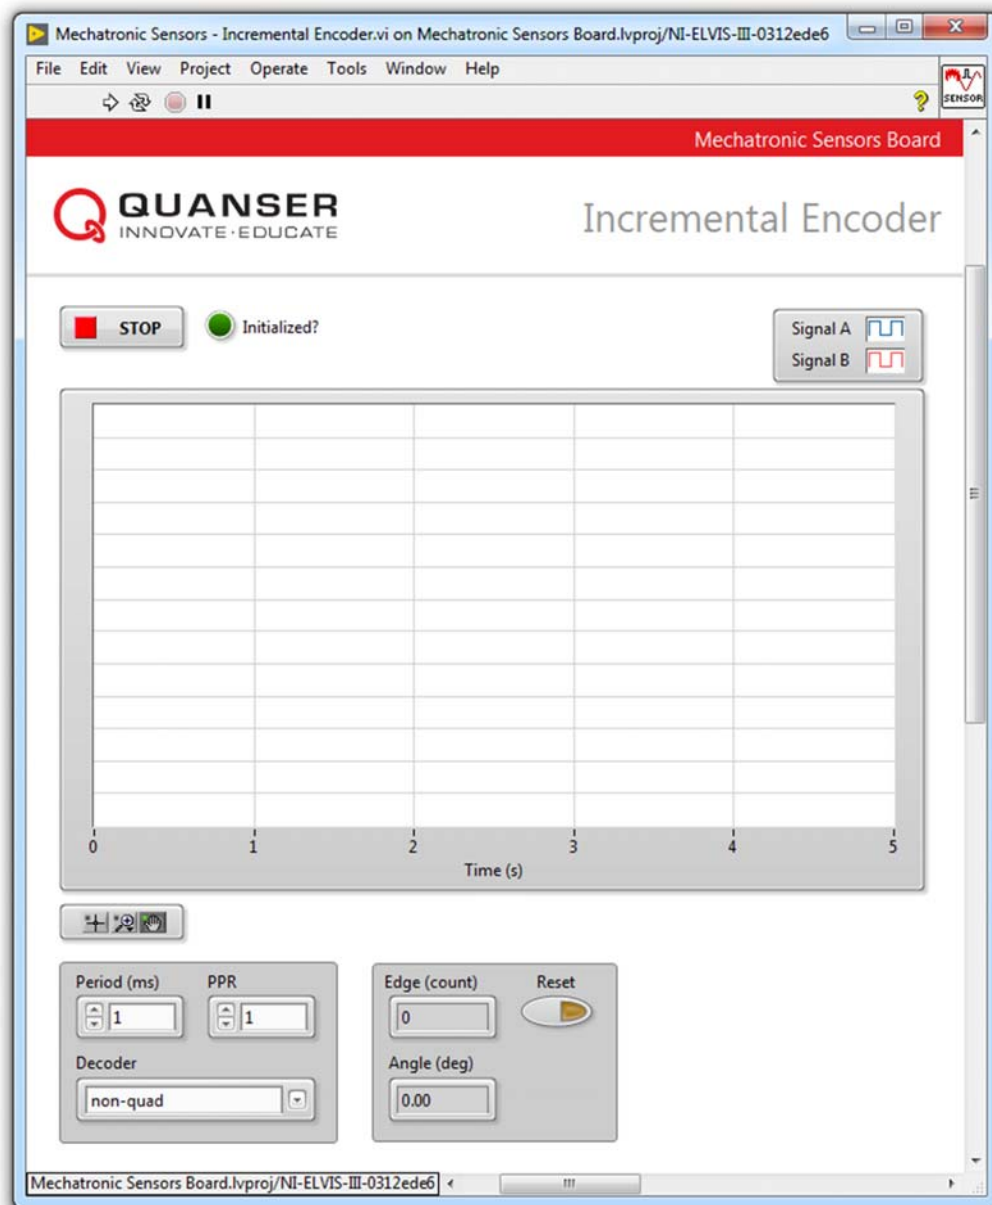 Mechatronic Sensors - Incremental Encoder.vi on Mechatronic Sensors Board.lvproj/NI-ELVIS-III-0312ede6
File Edit View Project Operate Tools Window Help
SENSOR
Mechatronic Sensors Board
QUANSER
INNOVATE·EDUCATE
Incremental Encoder
STOP
Initialized?
Signal A
Signal B
0 1 2 3 4 5
Time (s)
Period (ms) PPR
1 1
Decoder
non-quad
Edge (count) Reset
0
Angle (deg)
0.00
Mechatronic Sensors Board.lvproj/NI-ELVIS-III-0312ede6